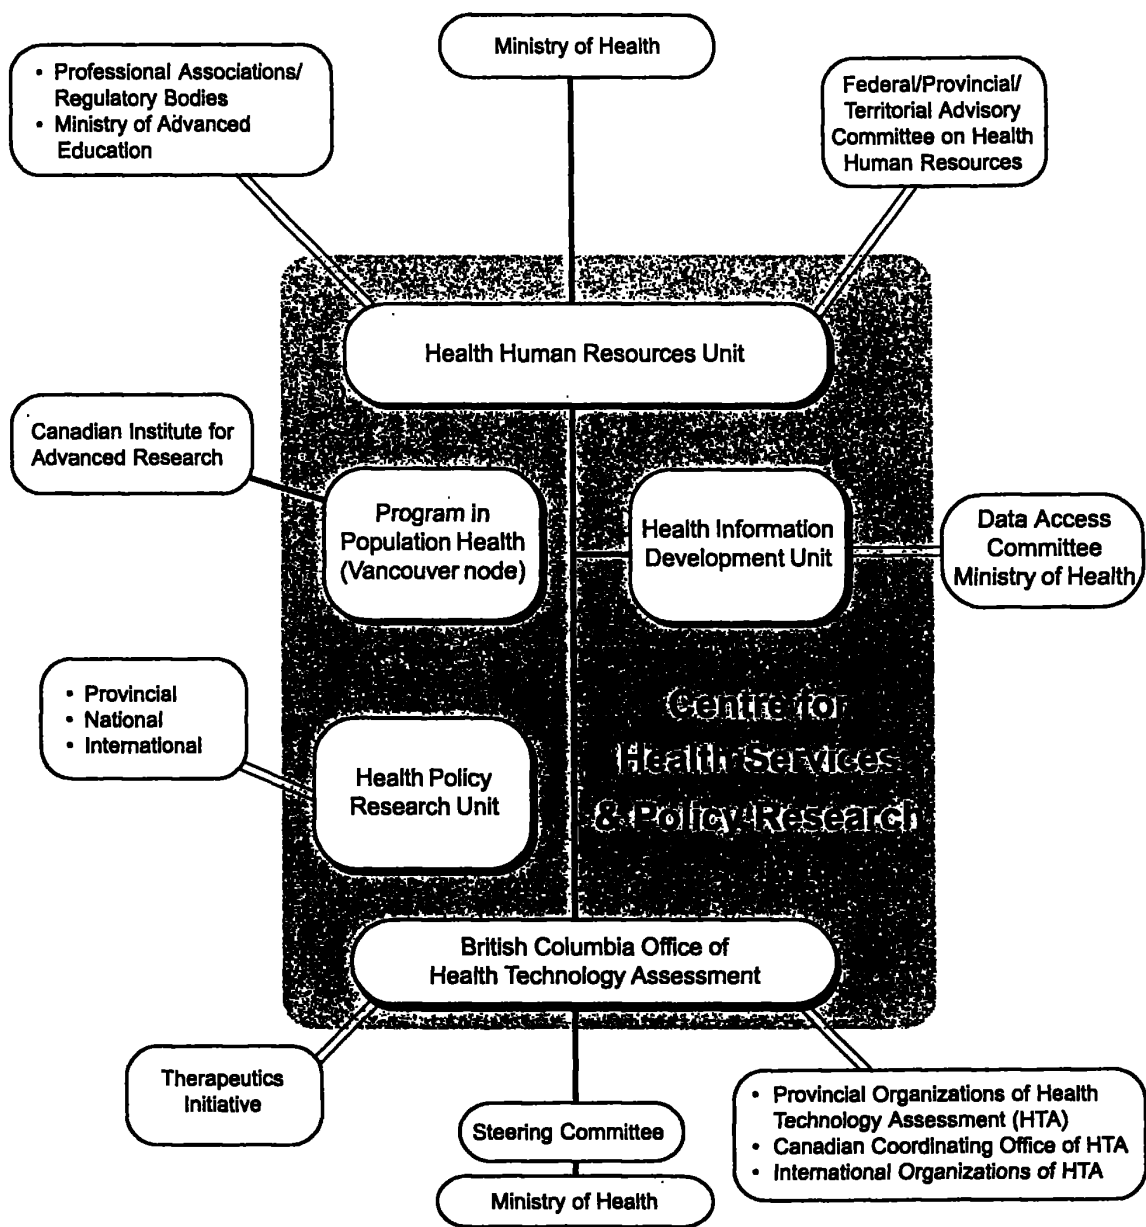 Ministry of Health
• Professional Associations/
Regulatory Bodies
• Ministry of Advanced
Education
Federal/Provincial/
Territorial Advisory
Committee on Health
Human Resources
Health Human Resources Unit
Canadian Institute for
Advanced Research
Program in
Population Health
(Vancouver node)
Health Information
Development Unit
Data Access
Committee
Ministry of Health
• Provincial
• National
• International
Health Policy
Research Unit
Centre for
Health Services
& Policy Research
British Columbia Office of
Health Technology Assessment
Therapeutics
Initiative
Steering Committee
Ministry of Health
• Provincial Organizations of Health
Technology Assessment (HTA)
• Canadian Coordinating Office of HTA
• International Organizations of HTA